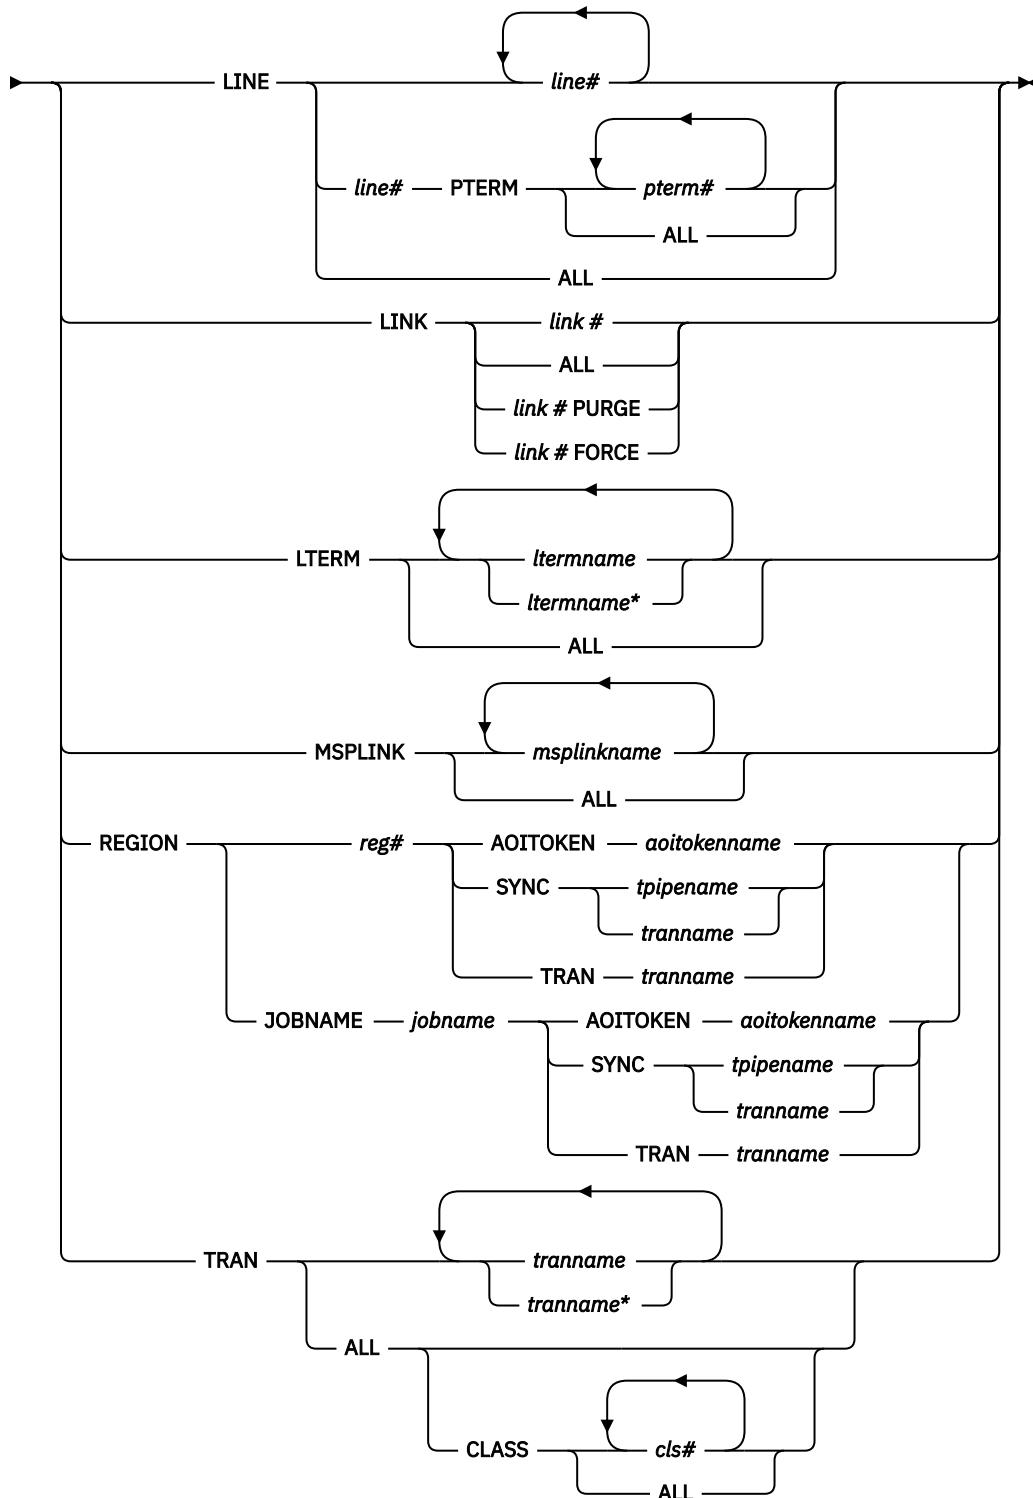 LINE line#
line# PTERM pterm#
ALL
ALL
LINK link #
ALL
link # PURGE
link # FORCE
LTERM ltermname
ltermname*
ALL
MSPLINK msplinkname
ALL
REGION reg# AOITOKEN aoitokenname
SYNC tpipename
tranname
TRAN tranname
JOBNAME jobname AOITOKEN aoitokenname
SYNC tpipename
tranname
TRAN tranname
TRAN tranname
tranname*
ALL
CLASS cls#
ALL